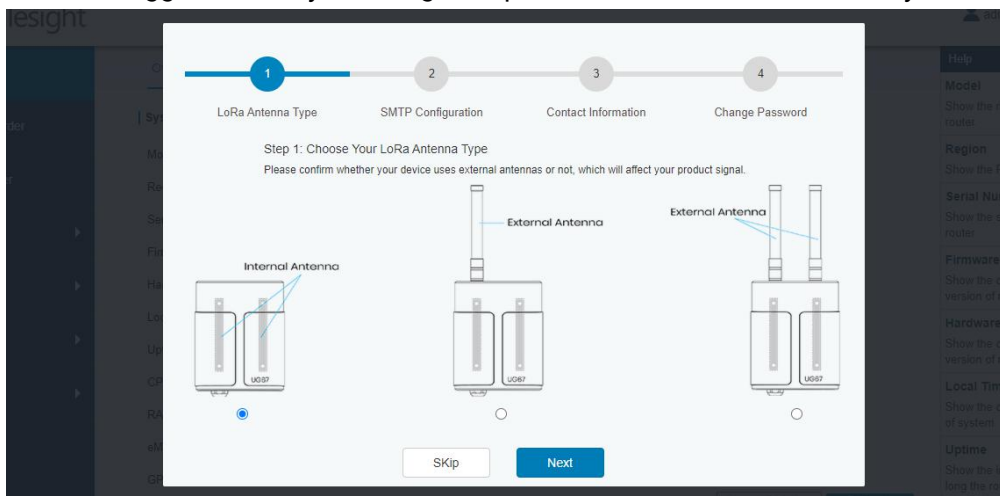 1
2
3
4
LoRa Antenna Type
SMTP Configuration
Contact Information
Change Password
Step 1: Choose Your LoRa Antenna Type
Please confirm whether your device uses external antennas or not, which will affect your product signal.
Internal Antenna
UG67
External Antenna
UG67
External Antenna
UG67
SKip
Next
Help
Model
Show the
router
Region
Show the
Serial Nu
Show the
router
Firmware
Show the
version of
Hardware
Show the
version of
Local Tim
Show the
of system
Uptime
Show the
long the